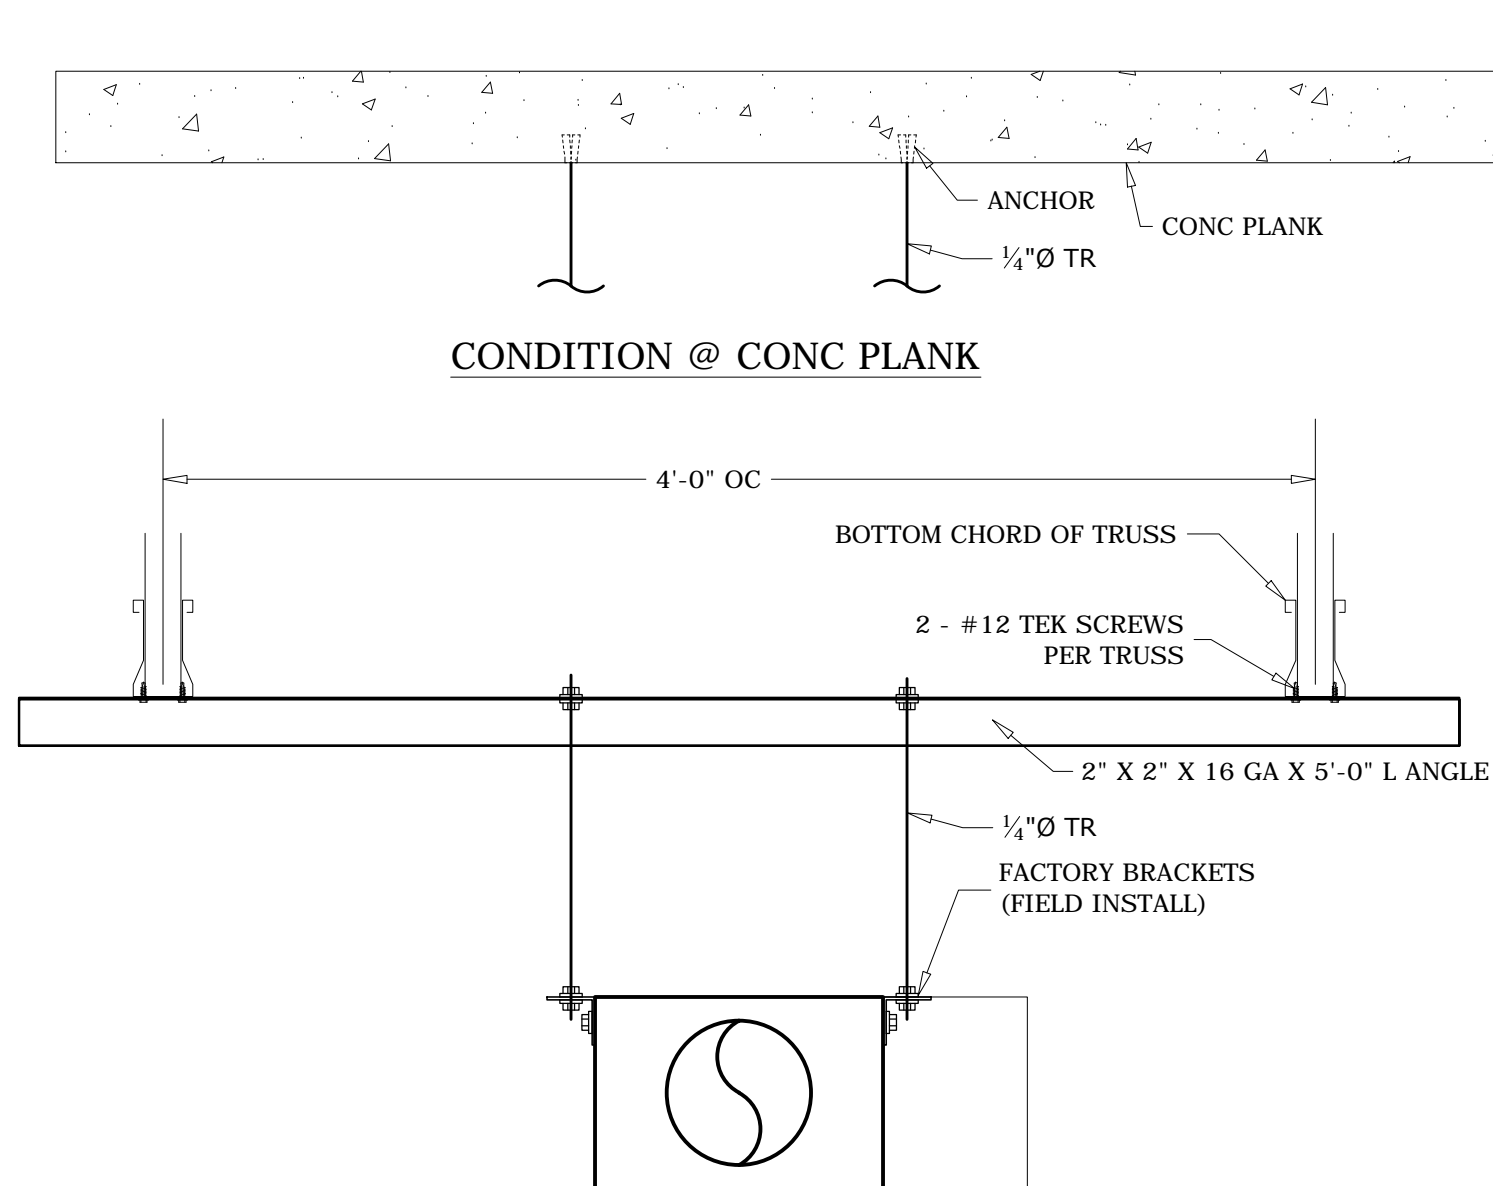 ANCHOR
CONC PLANK
¼"Ø TR
CONDITION @ CONC PLANK
4'-0" OC
BOTTOM CHORD OF TRUSS
2 - #12 TEK SCREWS
PER TRUSS
2" X 2" X 16 GA X 5'-0" L ANGLE
¼"Ø TR
FACTORY BRACKETS
(FIELD INSTALL)